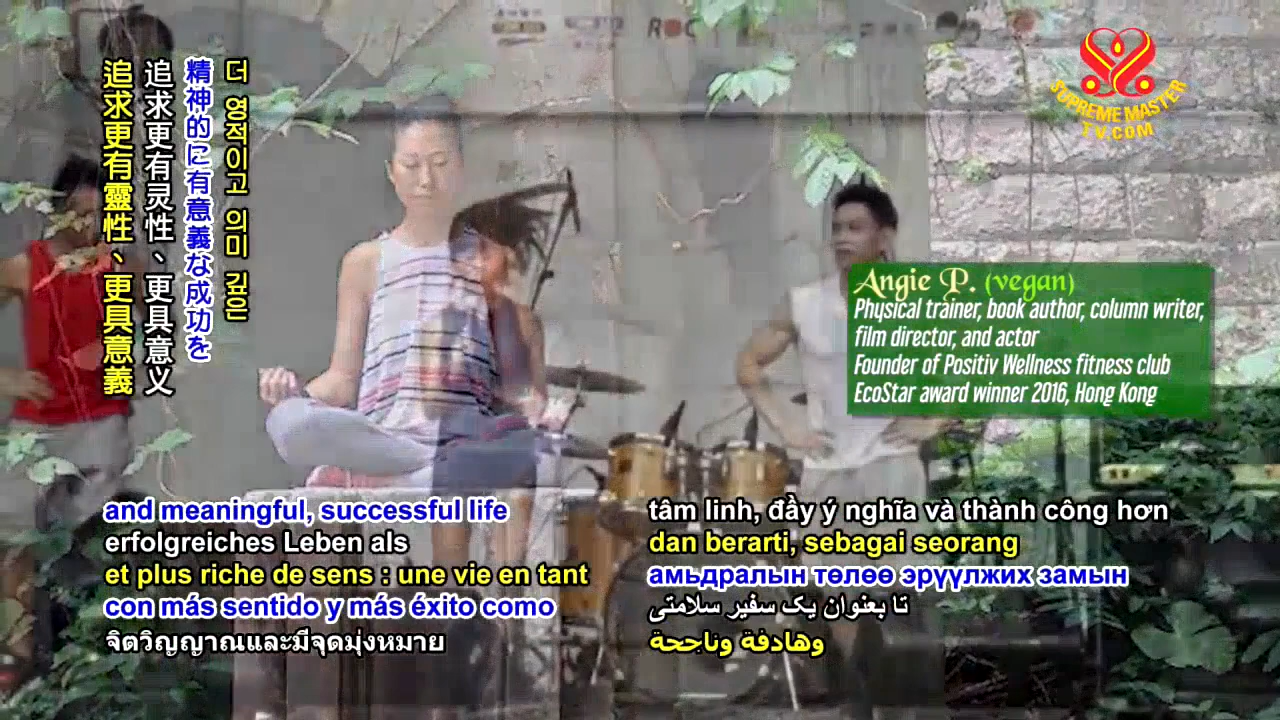 더 영적이고 의미 깊은
精神的に有意義な成功を
追求更有灵性、更具意义
追求更有靈性、更具意義
SUPREME MASTER
TV.COM
Angie P. (vegan)
Physical trainer, book author, column writer,
film director, and actor
Founder of Positiv Wellness fitness club
EcoStar award winner 2016, Hong Kong
and meaningful, successful life
erfolgreiches Leben als
et plus riche de sens : une vie en tant
con más sentido y más éxito como
จิตวิญญาณและมีจุดมุ่งหมาย
tâm linh, đầy ý nghĩa và thành công hơn
dan berarti, sebagai seorang
амьдралын төлөө эрүүлжих замын
تا بعنوان یک سفیر سلامتی
وهادفة وناجحة